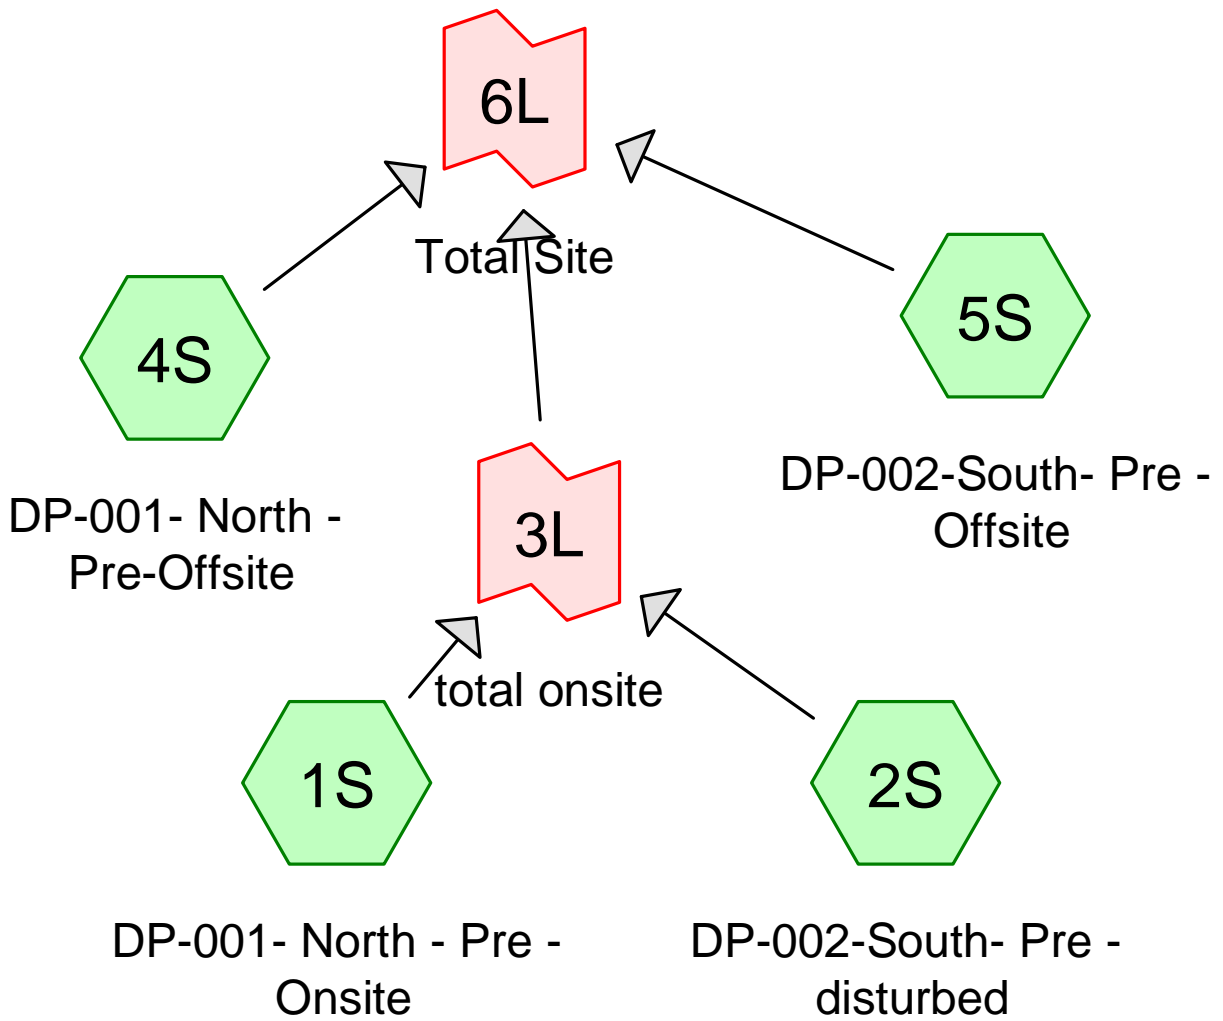 6L
Total Site
4S
5S
DP-001- North -
Pre-Offsite
DP-002-South- Pre -
Offsite
3L
total onsite
1S
2S
DP-001- North - Pre -
Onsite
DP-002-South- Pre -
disturbed